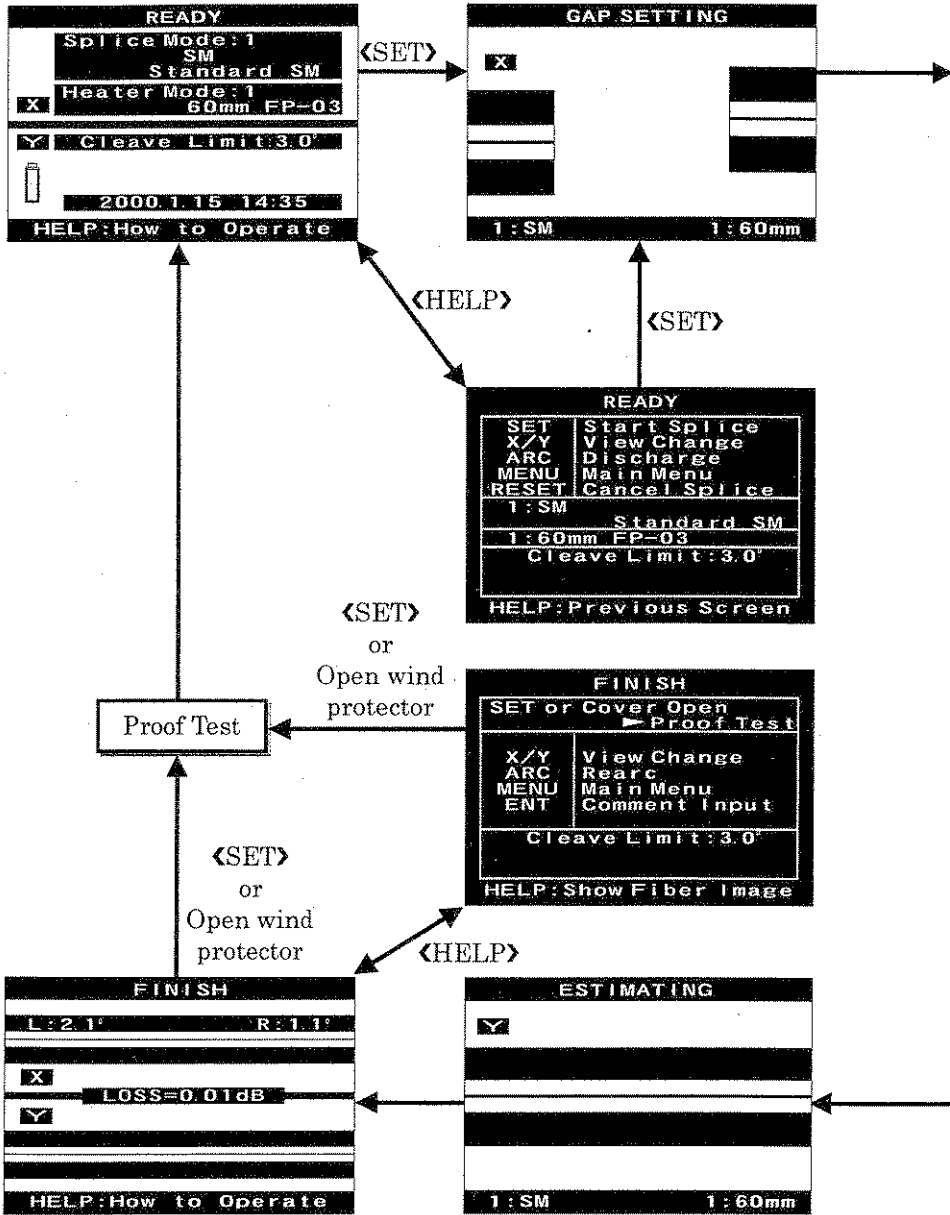 READY
Splice Mode:1
SM
Standard SM
Heater Mode:1
X
60mm FP-03
Y Cleave Limit:3.0°
2000.1.15 14:35
HELP:How to Operate
❮SET❯
GAP SETTING
X
1:SM 1:60mm
❮HELP❯
❮SET❯
READY
SET Start Splice
X/Y View Change
ARC Discharge
MENU Main Menu
RESET Cancel Splice
1:SM
Standard SM
1:60mm FP-03
Cleave Limit:3.0°
HELP:Previous Screen
❮SET❯
or
Open wind
protector
Proof Test
FINISH
SET or Cover Open
►Proof Test
X/Y View Change
ARC Rearc
MENU Main Menu
ENT Comment Input
Cleave Limit:3.0°
HELP:Show Fiber Image
❮SET❯
or
Open wind
protector
❮HELP❯
FINISH
L:2.1° R:1.1°
X
LOSS=0.01dB
Y
HELP:How to Operate
ESTIMATING
Y
1:SM 1:60mm